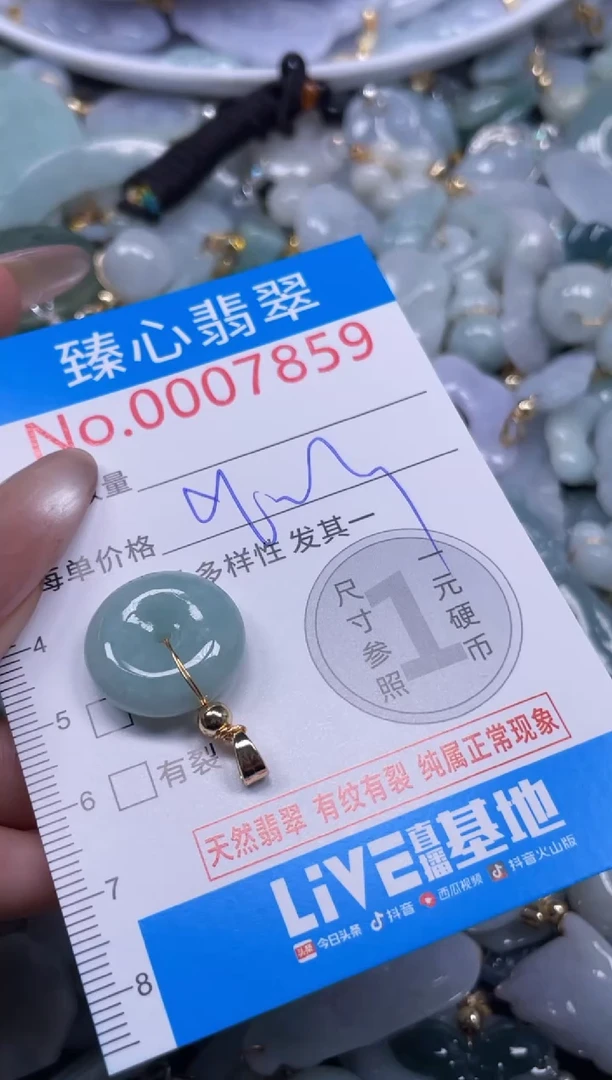 臻心翡翠
No.0007859
量
每单价格
多样性 发其一
一元硬币
尺寸参照
1
4
5
6
7
8
有裂
天然翡翠 有纹有裂 纯属正常现象
LiVE直播基地
头条 今日头条 抖音 西瓜视频 抖音火山版